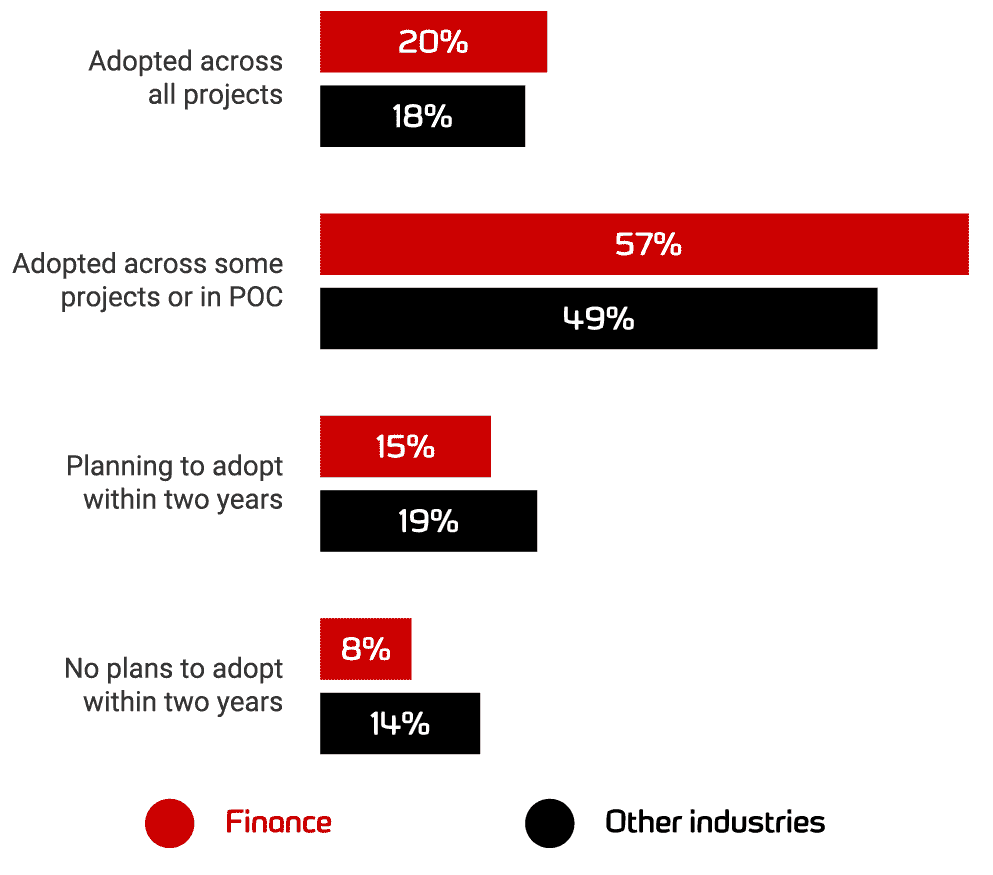 Adopted across
all projects
20%
18%
Adopted across some
projects or in POC
57%
49%
Planning to adopt
within two years
15%
19%
No plans to adopt
within two years
8%
14%
Finance
Other industries